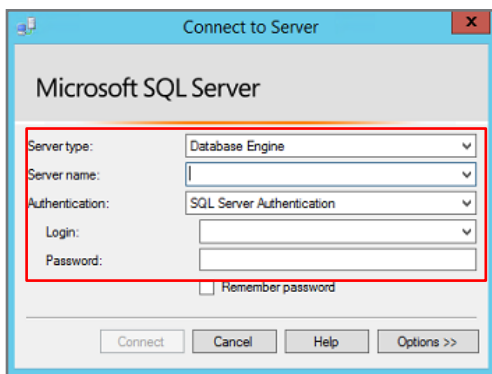 Connect to Server
x
Microsoft SQL Server
Server type: Database Engine
Server name:
Authentication: SQL Server Authentication
Login:
Password:
Remember password
Connect Cancel Help Options >>